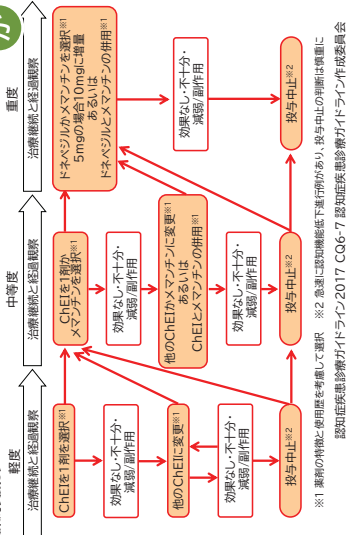 軽度
治療継続と経過観察
ChEIを1剤を選択※1
効果なし・不十分・
減弱/副作用
他のChEIに変更※1
効果なし・不十分・
減弱/副作用
投与中止※2
中等度
治療継続と経過観察
ChEIを1剤か
メマンチンを選択※1
効果なし・不十分・
減弱/副作用
他のChEIかメマンチンに変更※1
あるいは
ChEIとメマンチンの併用※1
効果なし・不十分・
減弱/副作用
投与中止※2
重度
治療継続と経過観察
ドネペジルかメマンチンを選択※1
5mgの場合10mgに増量
あるいは
ドネペジルとメマンチンの併用※1
効果なし・不十分・
減弱/副作用
投与中止※2
※1 薬剤の特徴と使用歴を考慮して選択 ※2 急速に認知機能低下進行例があり、投与中止の判断は慎重に
認知症疾患診療ガイドライン2017 CQ6-7 認知症疾患診療ガイドライン作成委員会